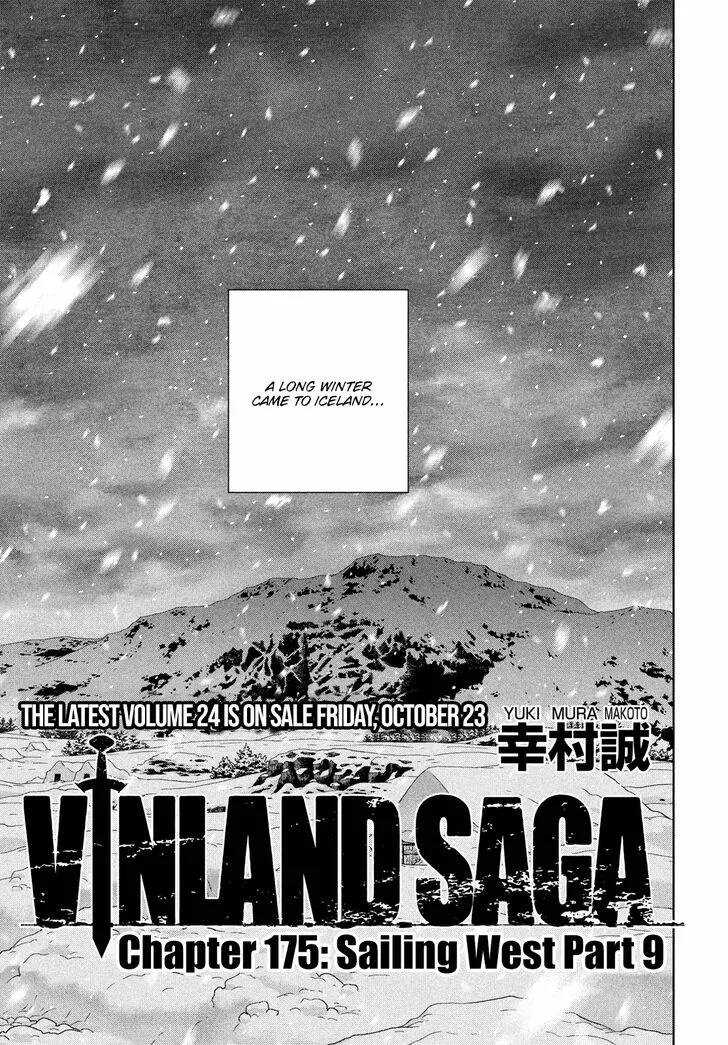 A LONG WINTER
CAME TO ICELAND...
THE LATEST VOLUME 24 IS ON SALE FRIDAY, OCTOBER 23
YUKI MURA MAKOTO
幸村誠
VINLAND SAGA
Chapter 175: Sailing West Part 9